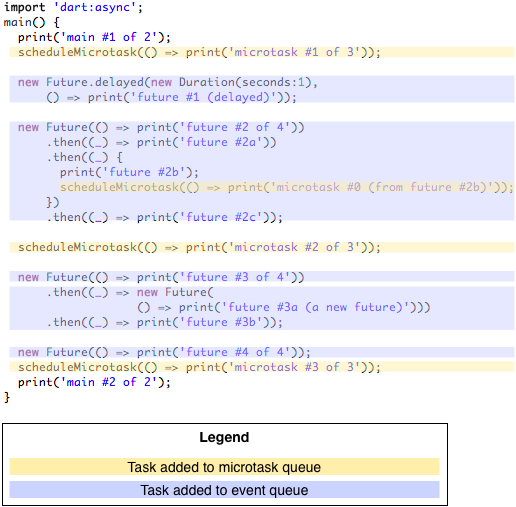 import 'dart:async';
main() {
  print('main #1 of 2');
  scheduleMicrotask(() => print('microtask #1 of 3'));
  new Future.delayed(new Duration(seconds:1),
      () => print('future #1 (delayed)'));
  new Future(() => print('future #2 of 4'))
      .then((_) => print('future #2a'))
      .then((_) {
        print('future #2b');
        scheduleMicrotask(() => print('microtask #0 (from future #2b)'));
      })
      .then((_) => print('future #2c'));
  scheduleMicrotask(() => print('microtask #2 of 3'));
  new Future(() => print('future #3 of 4'))
      .then((_) => new Future(
                   () => print('future #3a (a new future)')))
      .then((_) => print('future #3b'));
  new Future(() => print('future #4 of 4'));
  scheduleMicrotask(() => print('microtask #3 of 3'));
  print('main #2 of 2');
}
Legend
Task added to microtask queue
Task added to event queue